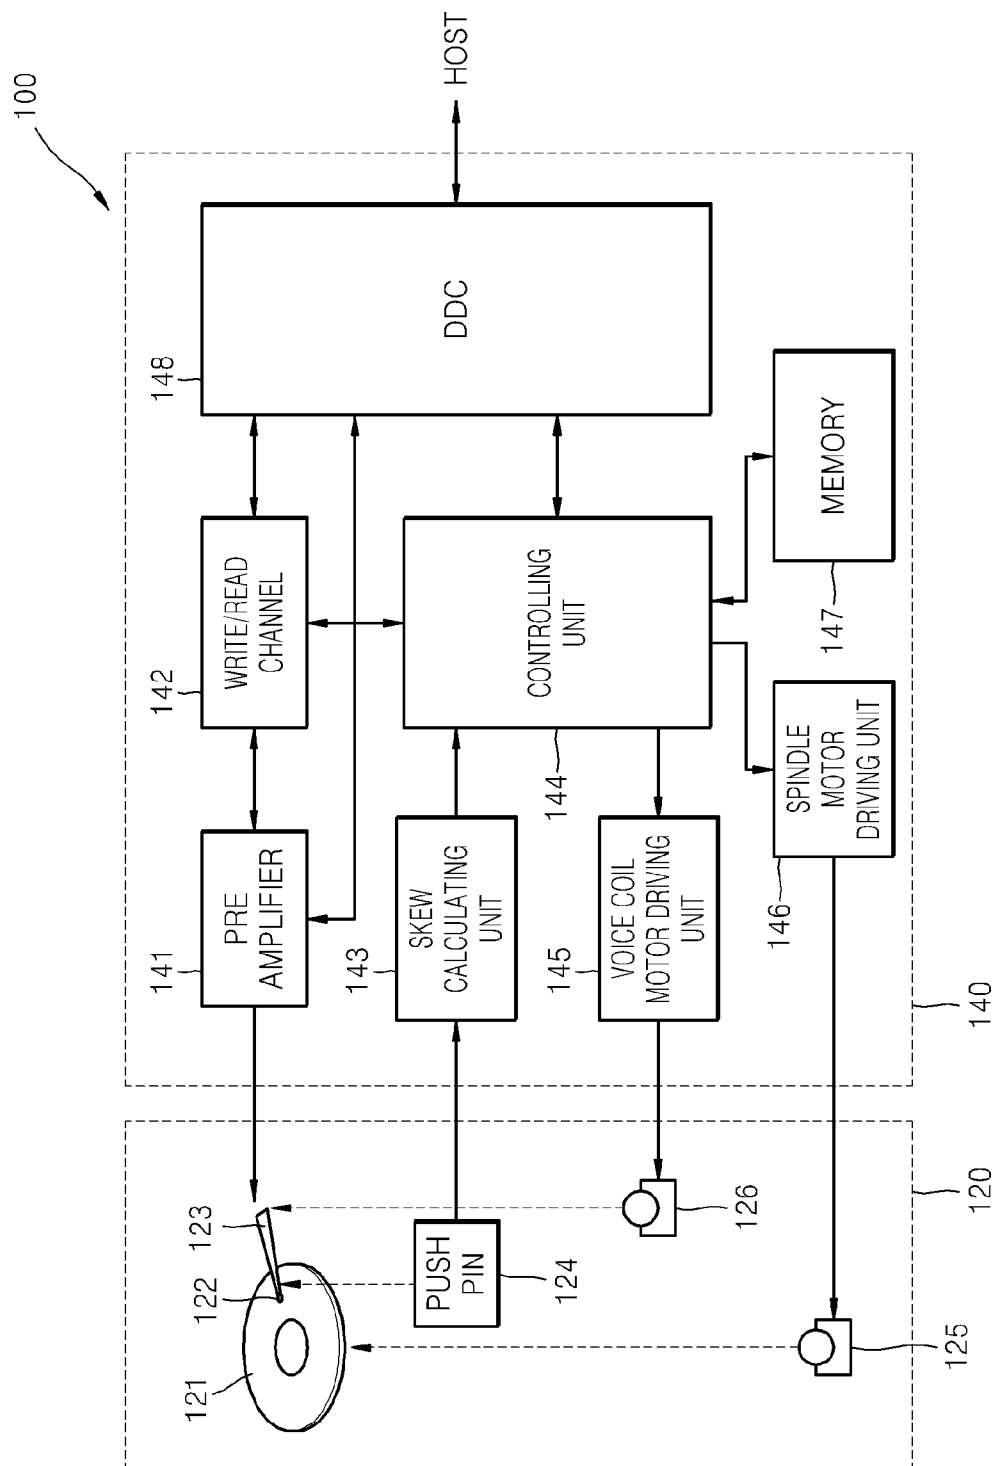 100
HOST
148
DDC
142
WRITE/READ
CHANNEL
141
PRE
AMPLIFIER
143
SKEW
CALCULATING
UNIT
144
CONTROLLING
UNIT
145
VOICE COIL
MOTOR DRIVING
UNIT
146
SPINDLE
MOTOR
DRIVING UNIT
147
MEMORY
140
121
122
123
PUSH
PIN
124
126
125
120